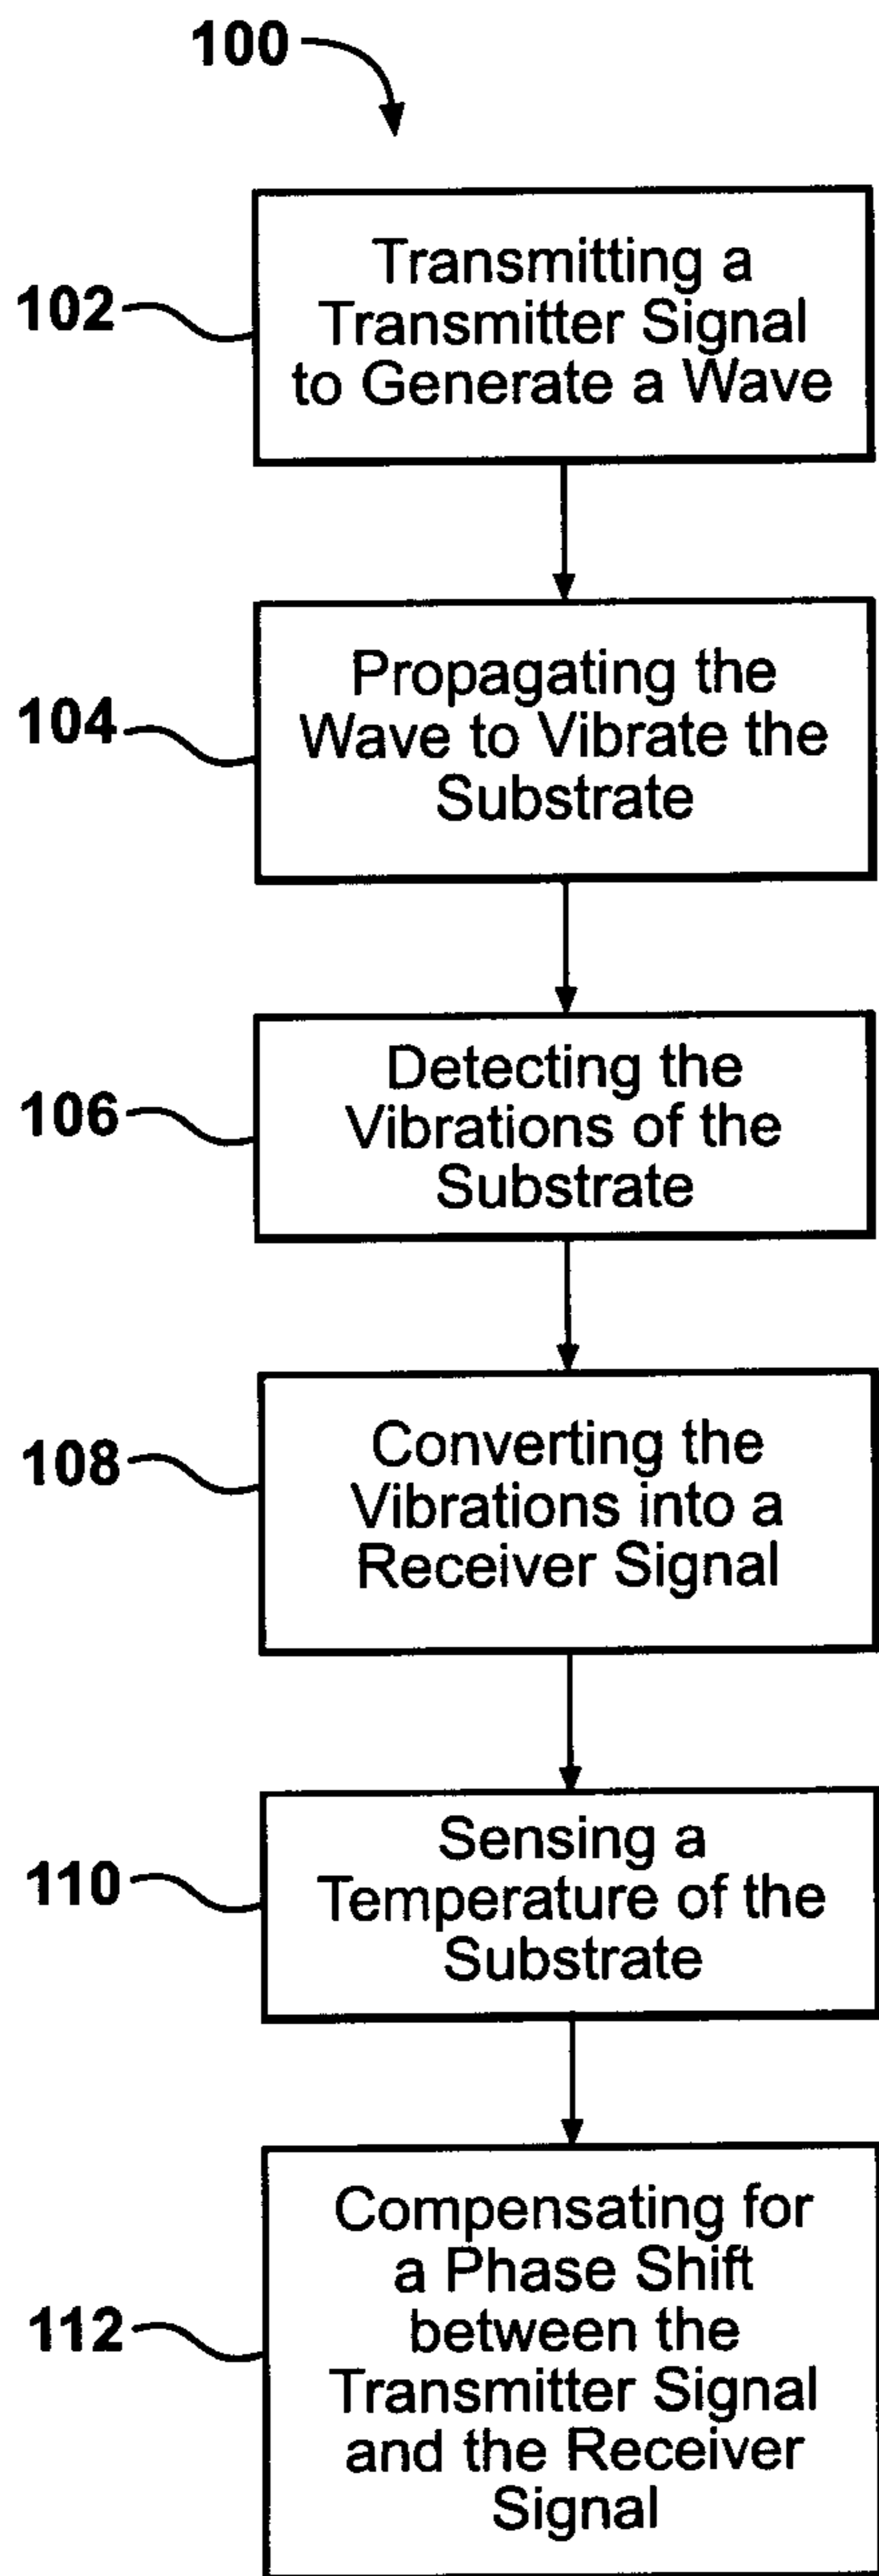 100
102
Transmitting a
Transmitter Signal
to Generate a Wave
104
Propagating the
Wave to Vibrate the
Substrate
106
Detecting the
Vibrations of the
Substrate
108
Converting the
Vibrations into a
Receiver Signal
110
Sensing a
Temperature of the
Substrate
112
Compensating for
a Phase Shift
between the
Transmitter Signal
and the Receiver
Signal